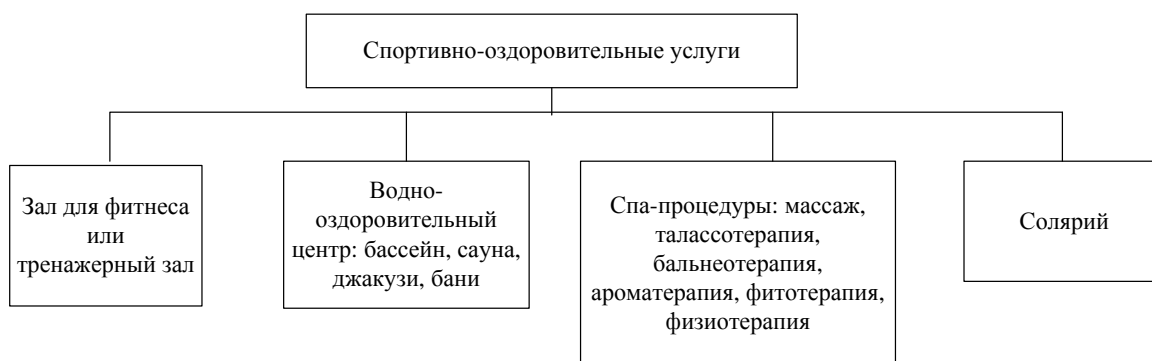 Спортивно-оздоровительные услуги
Зал для фитнеса
или
тренажерный зал
Водно-
оздоровительный
центр: бассейн, сауна,
джакузи, бани
Спа-процедуры: массаж,
талассотерапия,
бальнеотерапия,
ароматерапия, фитотерапия,
физиотерапия
Солярий